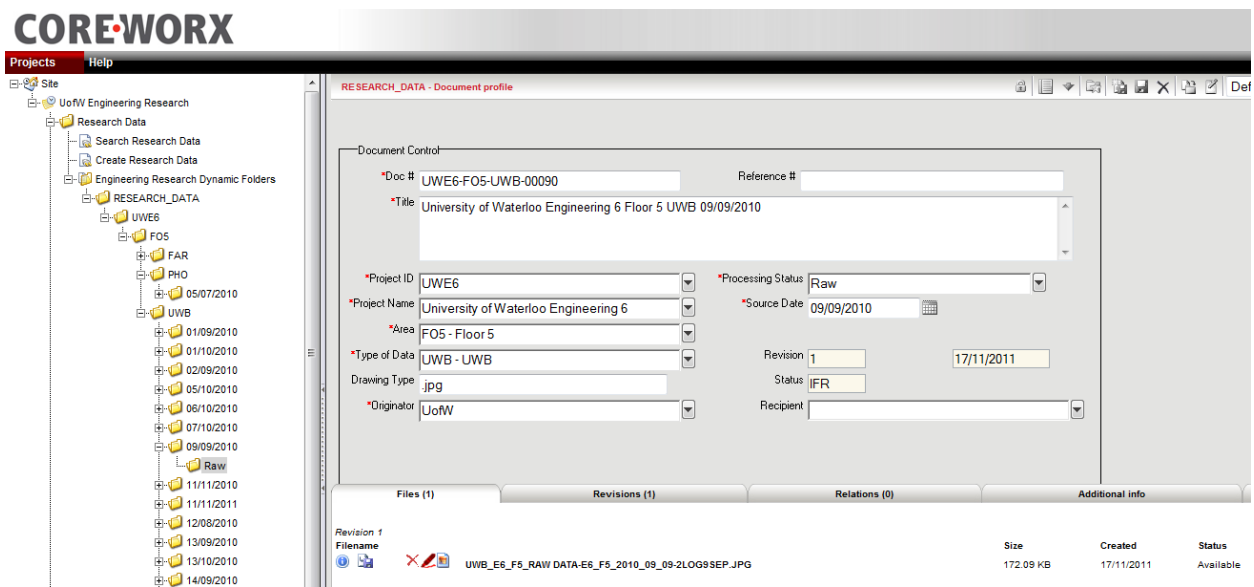 CORE•WORX
Projects Help
Site
UofW Engineering Research
Research Data
Search Research Data
Create Research Data
Engineering Research Dynamic Folders
RESEARCH_DATA
UWE6
FO5
FAR
PHO
05/07/2010
UWB
01/09/2010
01/10/2010
02/09/2010
05/10/2010
06/10/2010
07/10/2010
09/09/2010
Raw
11/11/2010
11/11/2011
12/08/2010
13/09/2010
13/10/2010
14/09/2010
RESEARCH_DATA - Document profile
Def
Document Control
*Doc # UWE6-FO5-UWB-00090 Reference #
*Title University of Waterloo Engineering 6 Floor 5 UWB 09/09/2010
*Project ID UWE6 *Processing Status Raw
*Project Name University of Waterloo Engineering 6 *Source Date 09/09/2010
*Area FO5 - Floor 5
*Type of Data UWB - UWB Revision 1 17/11/2011
Drawing Type .jpg Status IFR
*Originator UofW Recipient
Files (1) Revisions (1) Relations (0) Additional info
Revision 1
Filename Size Created Status
UWB_E6_F5_RAW DATA-E6_F5_2010_09_09-2LOG9SEP.JPG 172.09 KB 17/11/2011 Available